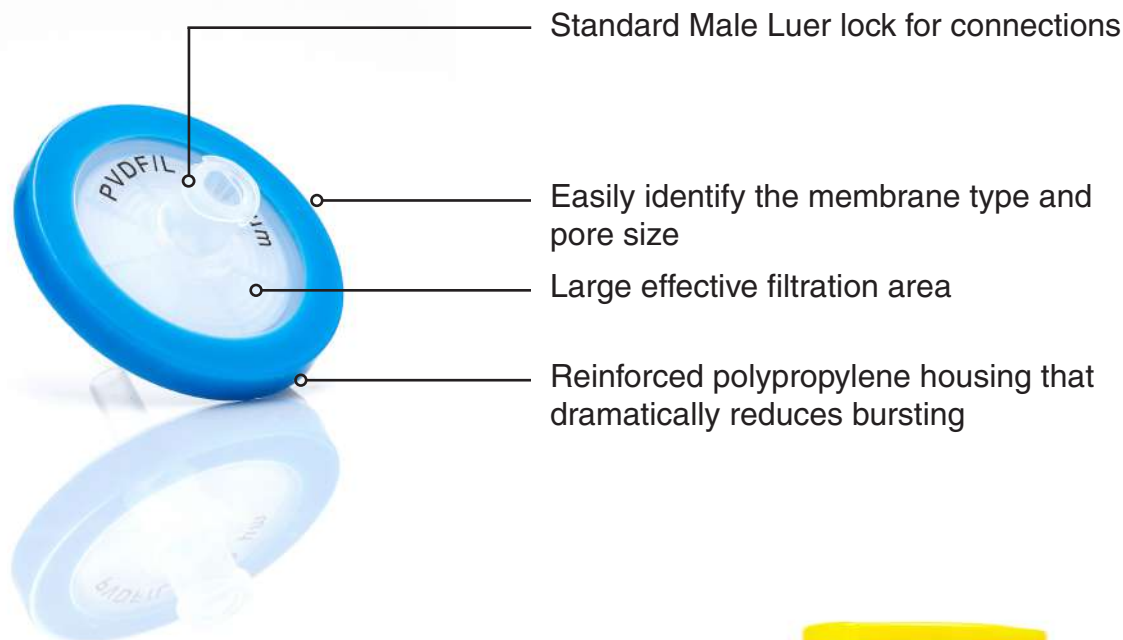 Standard Male Luer lock for connections
PVDFIL
µm
Easily identify the membrane type and
pore size
Large effective filtration area
Reinforced polypropylene housing that
dramatically reduces bursting